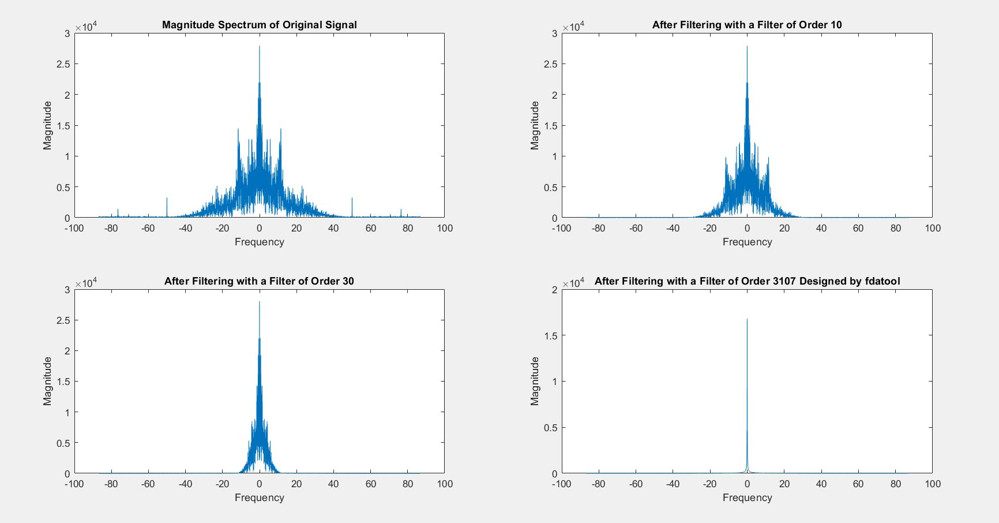 Magnitude Spectrum of Original Signal
×10^4
3
2.5
2
1.5
1
0.5
0
Magnitude
-100 -80 -60 -40 -20 0 20 40 60 80 100
Frequency
After Filtering with a Filter of Order 10
×10^4
3
2.5
2
1.5
1
0.5
0
Magnitude
-100 -80 -60 -40 -20 0 20 40 60 80 100
Frequency
After Filtering with a Filter of Order 30
×10^4
3
2.5
2
1.5
1
0.5
0
Magnitude
-100 -80 -60 -40 -20 0 20 40 60 80 100
Frequency
After Filtering with a Filter of Order 3107 Designed by fdatool
×10^4
2
1.5
1
0.5
0
Magnitude
-100 -80 -60 -40 -20 0 20 40 60 80 100
Frequency